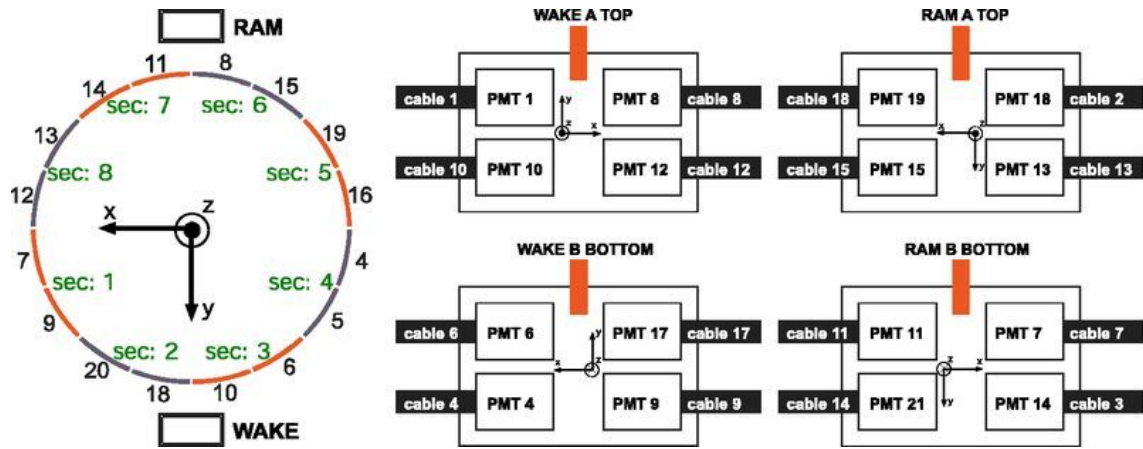 RAM
11
8
14
15
sec: 7
sec: 6
13
19
sec: 8
sec: 5
12
16
x
z
7
4
sec: 1
sec: 4
y
9
5
sec: 2
sec: 3
20
6
18
10
WAKE
WAKE A TOP
cable 1
PMT 1
PMT 8
cable 8
y
z
x
cable 10
PMT 10
PMT 12
cable 12
RAM A TOP
cable 18
PMT 19
PMT 18
cable 2
x
z
y
cable 15
PMT 15
PMT 13
cable 13
WAKE B BOTTOM
cable 6
PMT 6
PMT 17
cable 17
y
x
z
cable 4
PMT 4
PMT 9
cable 9
RAM B BOTTOM
cable 11
PMT 11
PMT 7
cable 7
z
x
y
cable 14
PMT 21
PMT 14
cable 3